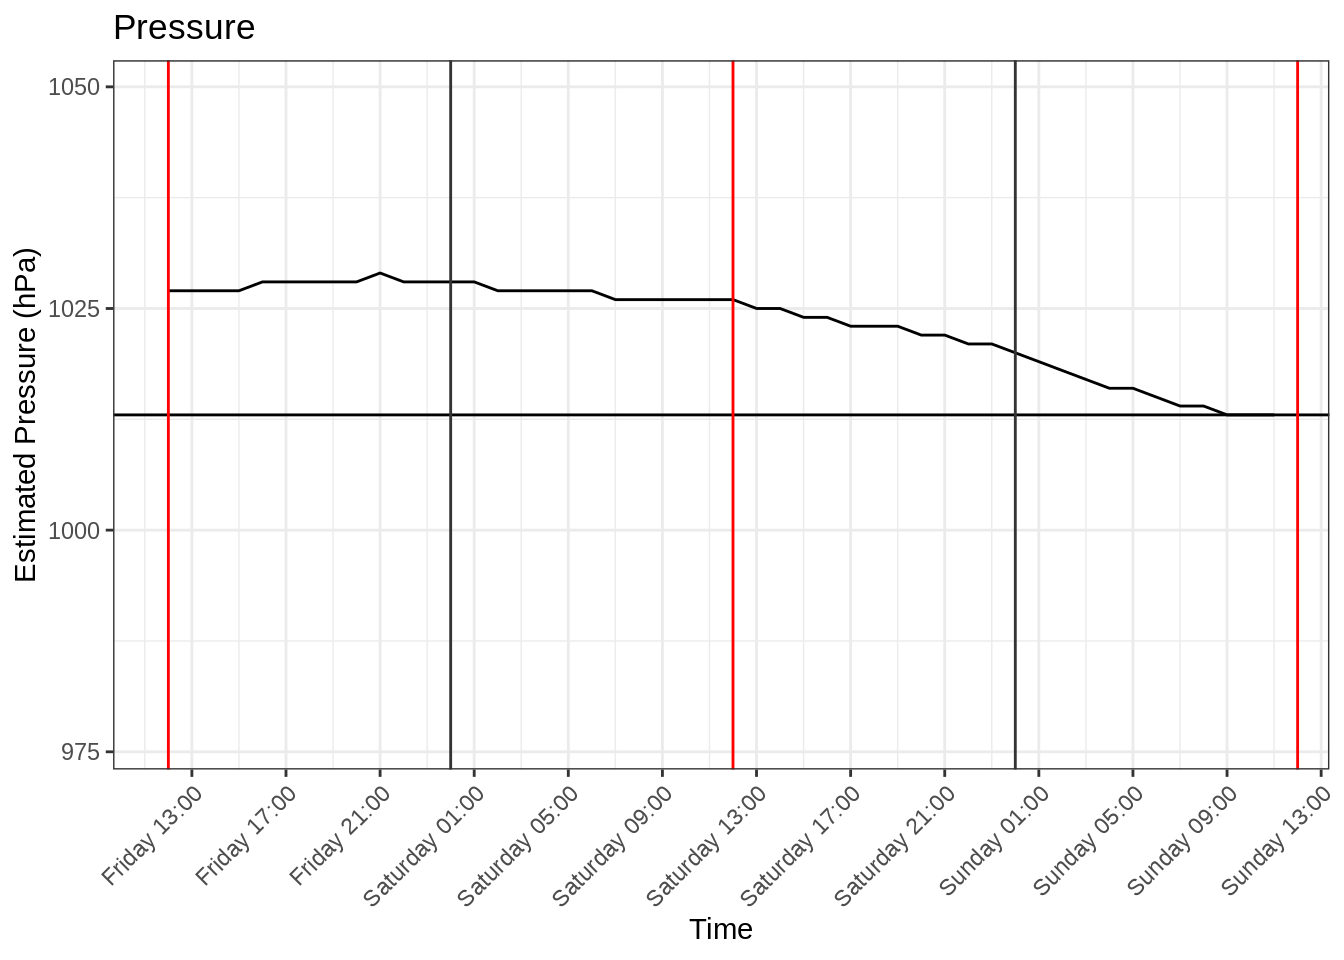 Pressure
1050
1025
1000
975
Estimated Pressure (hPa)
Friday 13:00
Friday 17:00
Friday 21:00
Saturday 01:00
Saturday 05:00
Saturday 09:00
Saturday 13:00
Saturday 17:00
Saturday 21:00
Sunday 01:00
Sunday 05:00
Sunday 09:00
Sunday 13:00
Time